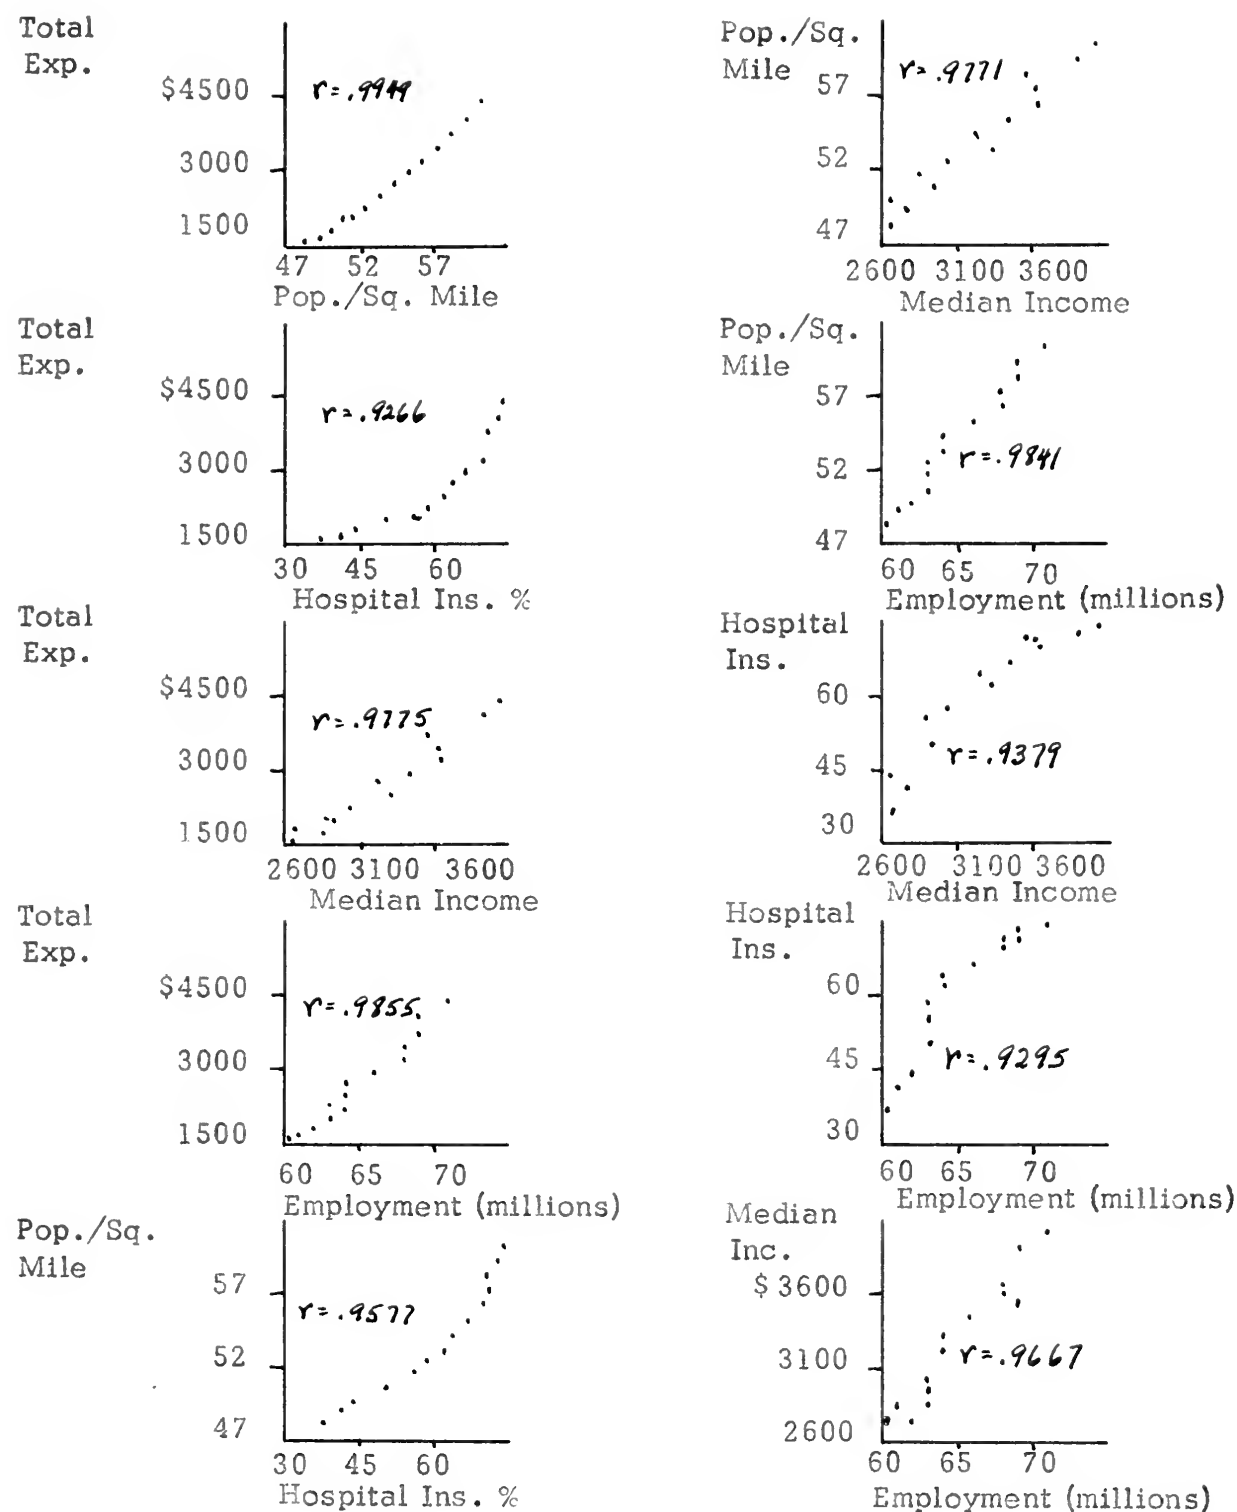 Total
Exp.
$4500
r=.9949
3000
1500
47 52 57
Pop./Sq. Mile
Total
Exp.
$4500
r=.9266
3000
1500
30 45 60
Hospital Ins. %
Total
Exp.
$4500
r=.9775
3000
1500
2600 3100 3600
Median Income
Total
Exp.
$4500
r=.9855
3000
1500
60 65 70
Employment (millions)
Pop./Sq.
Mile
57
r=.9577
52
47
30 45 60
Hospital Ins. %
Pop./Sq.
Mile
r=.9771
57
52
47
2600 3100 3600
Median Income
Pop./Sq.
Mile
57
52
r=.9841
47
60 65 70
Employment (millions)
Hospital
Ins.
60
r=.9379
45
30
2600 3100 3600
Median Income
Hospital
Ins.
60
45
r=.9295
30
60 65 70
Employment (millions)
Median
Inc.
$3600
r=.9667
3100
2600
60 65 70
Employment (millions)